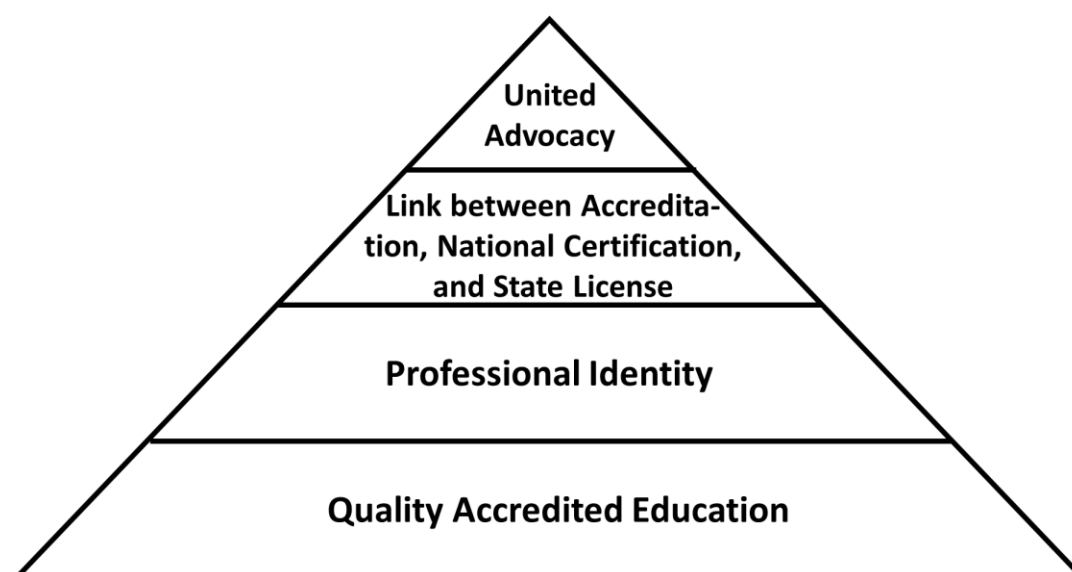 United
Advocacy
Link between Accredita-
tion, National Certification,
and State License
Professional Identity
Quality Accredited Education